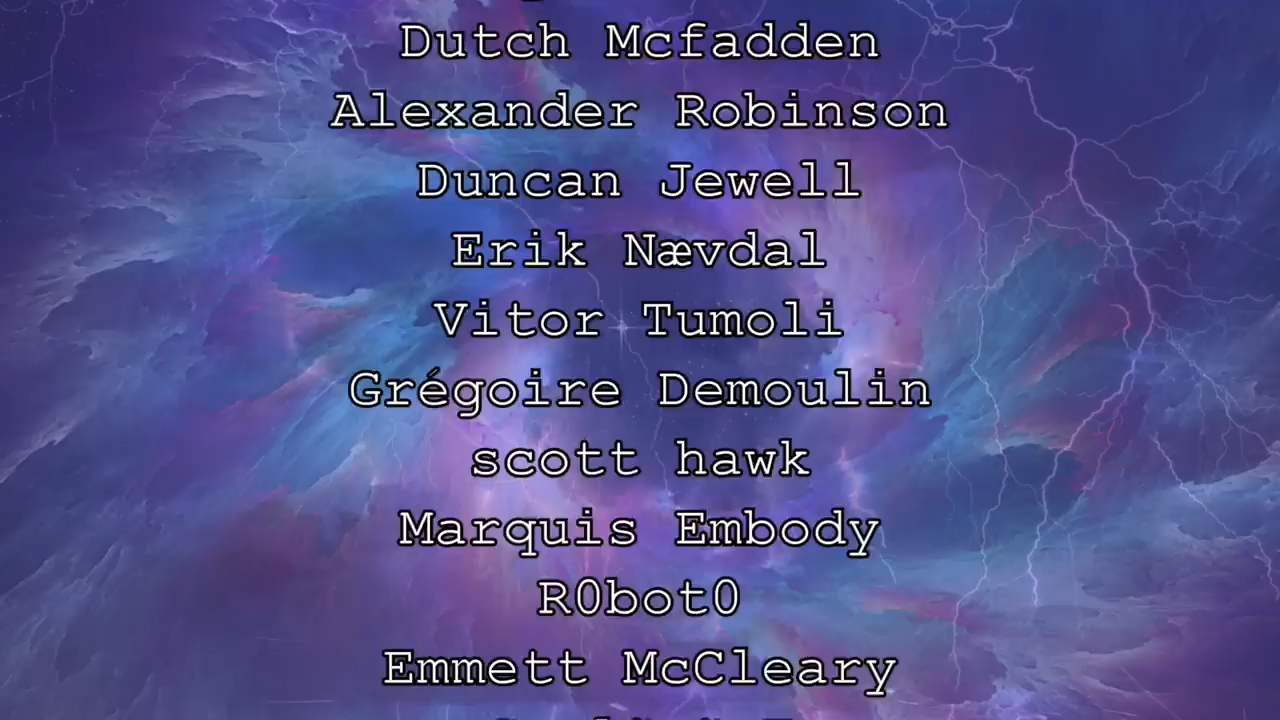 Dutch Mcfadden
Alexander Robinson
Duncan Jewell
Erik Nævdal
Vitor Tumoli
Grégoire Demoulin
scott hawk
Marquis Embody
R0bot0
Emmett McCleary